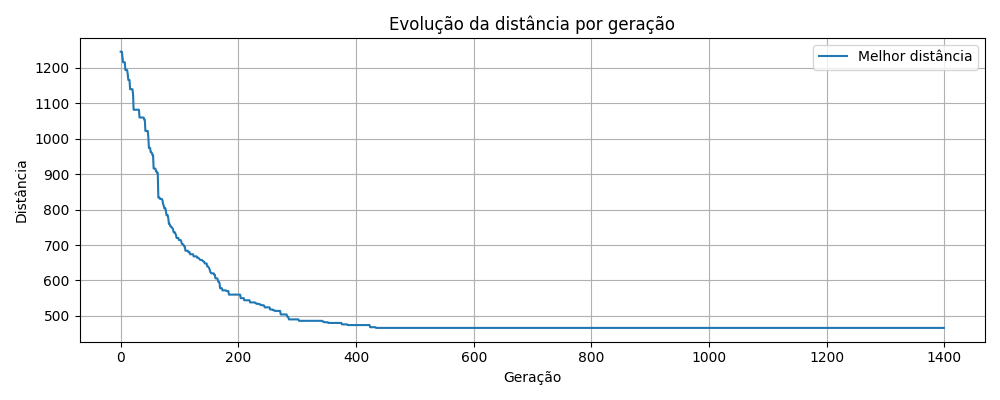 Evolução da distância por geração
Melhor distância
Distância
1200
1100
1000
900
800
700
600
500
0 200 400 600 800 1000 1200 1400
Geração